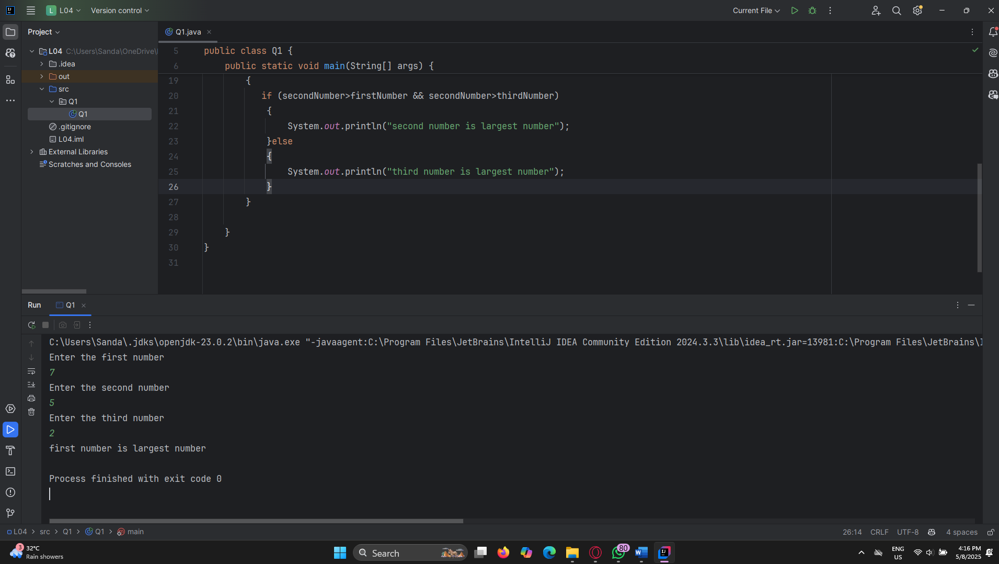 L04
Version control
Current File
Project
Q1.java
L04 C:\Users\Sanda\OneDrive\
.idea
out
src
Q1
Q1
.gitignore
L04.iml
External Libraries
Scratches and Consoles
5 public class Q1 {
6 public static void main(String[] args) {
19 {
20 if (secondNumber>firstNumber && secondNumber>thirdNumber)
21 {
22 System.out.println("second number is largest number");
23 }else
24 {
25 System.out.println("third number is largest number");
26 }
27 }
28
29 }
30 }
31
Run
Q1
C:\Users\Sanda\.jdks\openjdk-23.0.2\bin\java.exe "-javaagent:C:\Program Files\JetBrains\IntelliJ IDEA Community Edition 2024.3.3\lib\idea_rt.jar=13981:C:\Program Files\JetBrains\
Enter the first number
7
Enter the second number
5
Enter the third number
2
first number is largest number
Process finished with exit code 0
L04 > src > Q1 > Q1 > main
26:14 CRLF UTF-8 4 spaces
3
32°C
Rain showers
Search
80
ENG
US
4:16 PM
5/8/2025